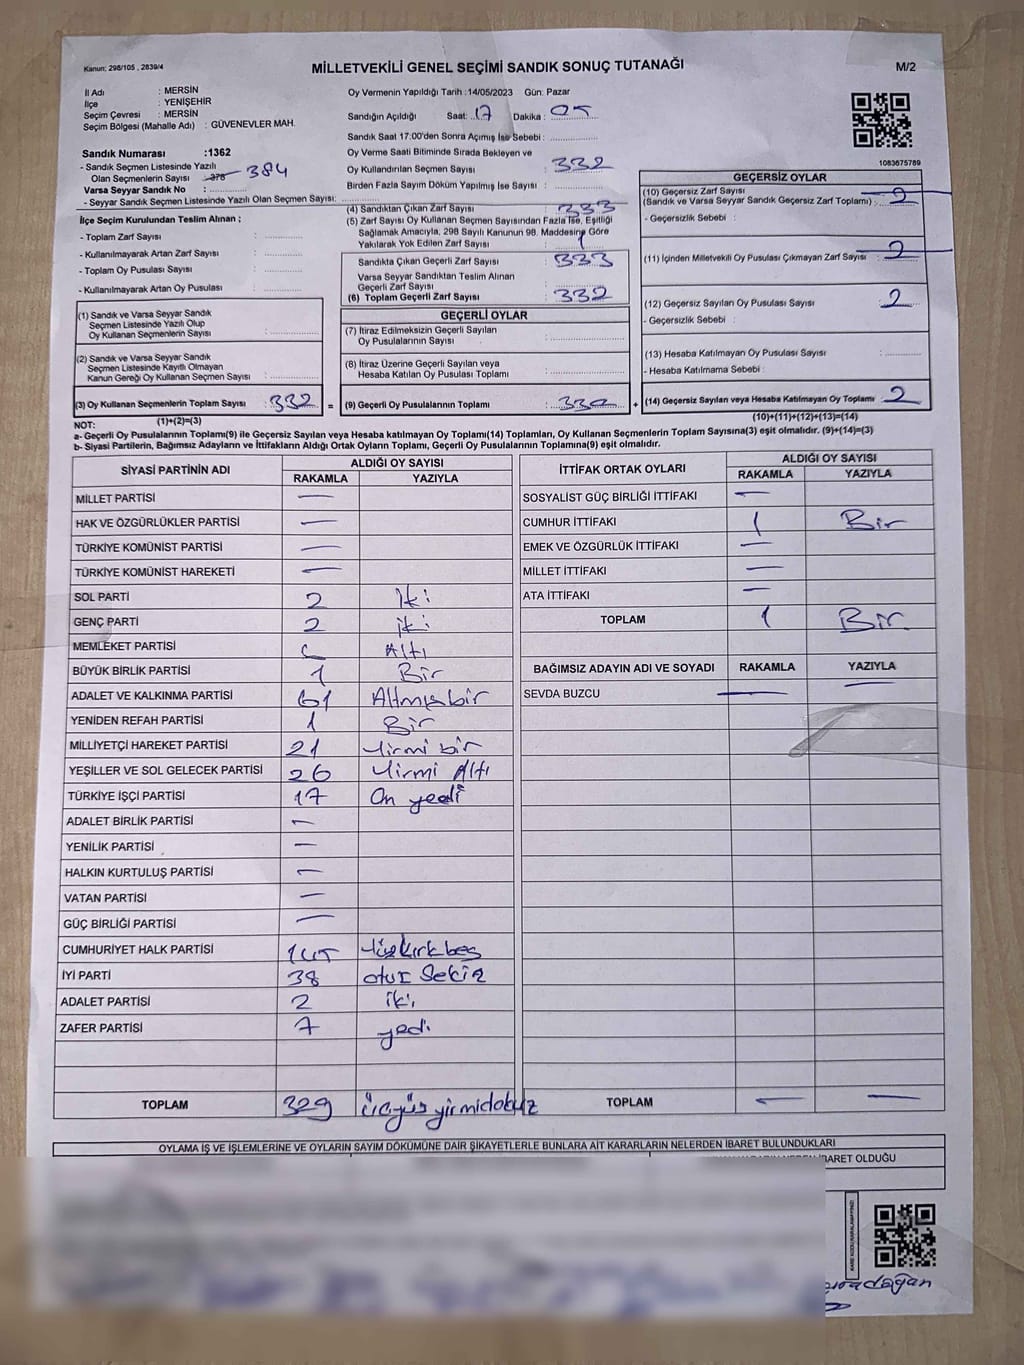 Kanun: 298/105 , 2839/4
MİLLETVEKİLİ GENEL SEÇİMİ SANDIK SONUÇ TUTANAĞI
M/2
İl Adı : MERSİN
İlçe : YENİŞEHİR
Seçim Çevresi : MERSİN
Seçim Bölgesi (Mahalle Adı) : GÜVENEVLER MAH.
Sandık Numarası :1362
- Sandık Seçmen Listesinde Yazılı
Olan Seçmenlerin Sayısı : 378 384
Varsa Seyyar Sandık No :
- Seyyar Sandık Seçmen Listesinde Yazılı Olan Seçmen Sayısı:
Oy Vermenin Yapıldığı Tarih :14/05/2023 Gün: Pazar
Sandığın Açıldığı Saat: 17 Dakika : 05
Sandık Saat 17:00'den Sonra Açımış İse Sebebi :
Oy Verme Saati Bitiminde Sırada Bekleyen ve
Oy Kullandırılan Seçmen Sayısı : 332
Birden Fazla Sayım Döküm Yapılmış İse Sayısı :
1083675789
İlçe Seçim Kurulundan Teslim Alınan ;
- Toplam Zarf Sayısı :
- Kullanılmayarak Artan Zarf Sayısı :
- Toplam Oy Pusulası Sayısı :
- Kullanılmayarak Artan Oy Pusulası :
(4) Sandıktan Çıkan Zarf Sayısı : 333
(5) Zarf Sayısı Oy Kullanan Seçmen Sayısından Fazla İse, Eşitliği
Sağlamak Amacıyla, 298 Sayılı Kanunun 98. Maddesine Göre
Yakılarak Yok Edilen Zarf Sayısı : 1
Sandıkta Çıkan Geçerli Zarf Sayısı : 333
Varsa Seyyar Sandıktan Teslim Alınan
Geçerli Zarf Sayısı :
(6) Toplam Geçerli Zarf Sayısı : 332
GEÇERSİZ OYLAR
(10) Geçersiz Zarf Sayısı
(Sandık ve Varsa Seyyar Sandık Geçersiz Zarf Toplamı) :
- Geçersizlik Sebebi :
(11) İçinden Milletvekili Oy Pusulası Çıkmayan Zarf Sayısı : 2
(12) Geçersiz Sayılan Oy Pusulası Sayısı : 2
- Geçersizlik Sebebi :
(13) Hesaba Katılmayan Oy Pusulası Sayısı :
- Hesaba Katılmama Sebebi :
(14) Geçersiz Sayılan veya Hesaba Katılmayan Oy Toplamı : 2
(10)+(11)+(12)+(13)=(14)
(1) Sandık ve Varsa Seyyar Sandık
Seçmen Listesinde Yazılı Olup
Oy Kullanan Seçmenlerin Sayısı :
(2) Sandık ve Varsa Seyyar Sandık
Seçmen Listesinde Kayıtlı Olmayan
Kanun Gereği Oy Kullanan Seçmen Sayısı :
(3) Oy Kullanan Seçmenlerin Toplam Sayısı : 332
(1)+(2)=(3)
=
GEÇERLİ OYLAR
(7) İtiraz Edilmeksizin Geçerli Sayılan
Oy Pusulalarının Sayısı :
(8) İtiraz Üzerine Geçerli Sayılan veya
Hesaba Katılan Oy Pusulası Toplamı :
(9) Geçerli Oy Pusulalarının Toplamı : 330
+
NOT:
a- Geçerli Oy Pusulalarının Toplamı(9) ile Geçersiz Sayılan veya Hesaba katılmayan Oy Toplamı(14) Toplamları, Oy Kullanan Seçmenlerin Toplam Sayısına(3) eşit olmalıdır. (9)+(14)=(3)
b- Siyasi Partilerin, Bağımsız Adayların ve İttifakların Aldığı Ortak Oyların Toplamı, Geçerli Oy Pusulalarının Toplamına(9) eşit olmalıdır.
SİYASİ PARTİNİN ADI ALDIĞI OY SAYISI
RAKAMLA YAZIYLA
MİLLET PARTİSİ —
HAK VE ÖZGÜRLÜKLER PARTİSİ —
TÜRKİYE KOMÜNİST PARTİSİ —
TÜRKİYE KOMÜNİST HAREKETİ —
SOL PARTİ 2 İki
GENÇ PARTİ 2 iki
MEMLEKET PARTİSİ 6 Altı
BÜYÜK BİRLİK PARTİSİ 1 Bir
ADALET VE KALKINMA PARTİSİ 61 Altmışbir
YENİDEN REFAH PARTİSİ 1 Bir
MİLLİYETÇİ HAREKET PARTİSİ 21 Yirmi bir
YEŞİLLER VE SOL GELECEK PARTİSİ 26 Yirmi Altı
TÜRKİYE İŞÇİ PARTİSİ 17 On yedi
ADALET BİRLİK PARTİSİ —
YENİLİK PARTİSİ —
HALKIN KURTULUŞ PARTİSİ —
VATAN PARTİSİ —
GÜÇ BİRLİĞİ PARTİSİ —
CUMHURİYET HALK PARTİSİ 145 Yüzkırkbeş
İYİ PARTİ 38 otuz Sekiz
ADALET PARTİSİ 2 iki
ZAFER PARTİSİ 7 yedi
TOPLAM 329 üçyüzyirmidokuz
İTTİFAK ORTAK OYLARI ALDIĞI OY SAYISI
RAKAMLA YAZIYLA
SOSYALİST GÜÇ BİRLİĞİ İTTİFAKI —
CUMHUR İTTİFAKI 1 Bir
EMEK VE ÖZGÜRLÜK İTTİFAKI —
MİLLET İTTİFAKI —
ATA İTTİFAKI —
TOPLAM 1 Bir
BAĞIMSIZ ADAYIN ADI VE SOYADI RAKAMLA YAZIYLA
SEVDA BUZCU — —
TOPLAM — —
OYLAMA İŞ VE İŞLEMLERİNE VE OYLARIN SAYIM DÖKÜMÜNE DAİR ŞİKAYETLERLE BUNLARA AİT KARARLARIN NELERDEN İBARET BULUNDUKLARI
İBARET OLDUĞU